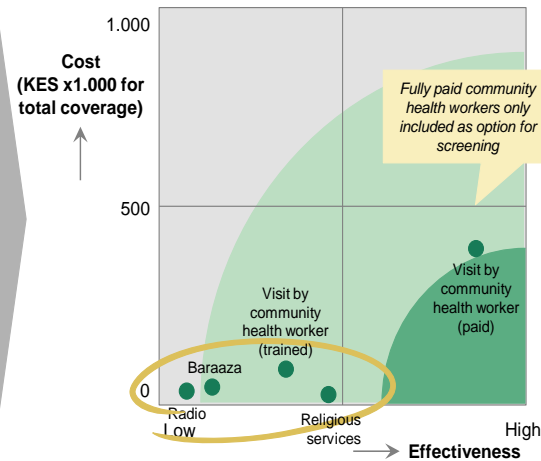 1.000
Cost
(KES x1.000 for
total coverage)
Fully paid community
health workers only
included as option for
screening
500
Visit by
community
health worker
(paid)
Visit by
community
health worker
(trained)
Baraaza
0
Radio
Religious
services
Low
High
Effectiveness